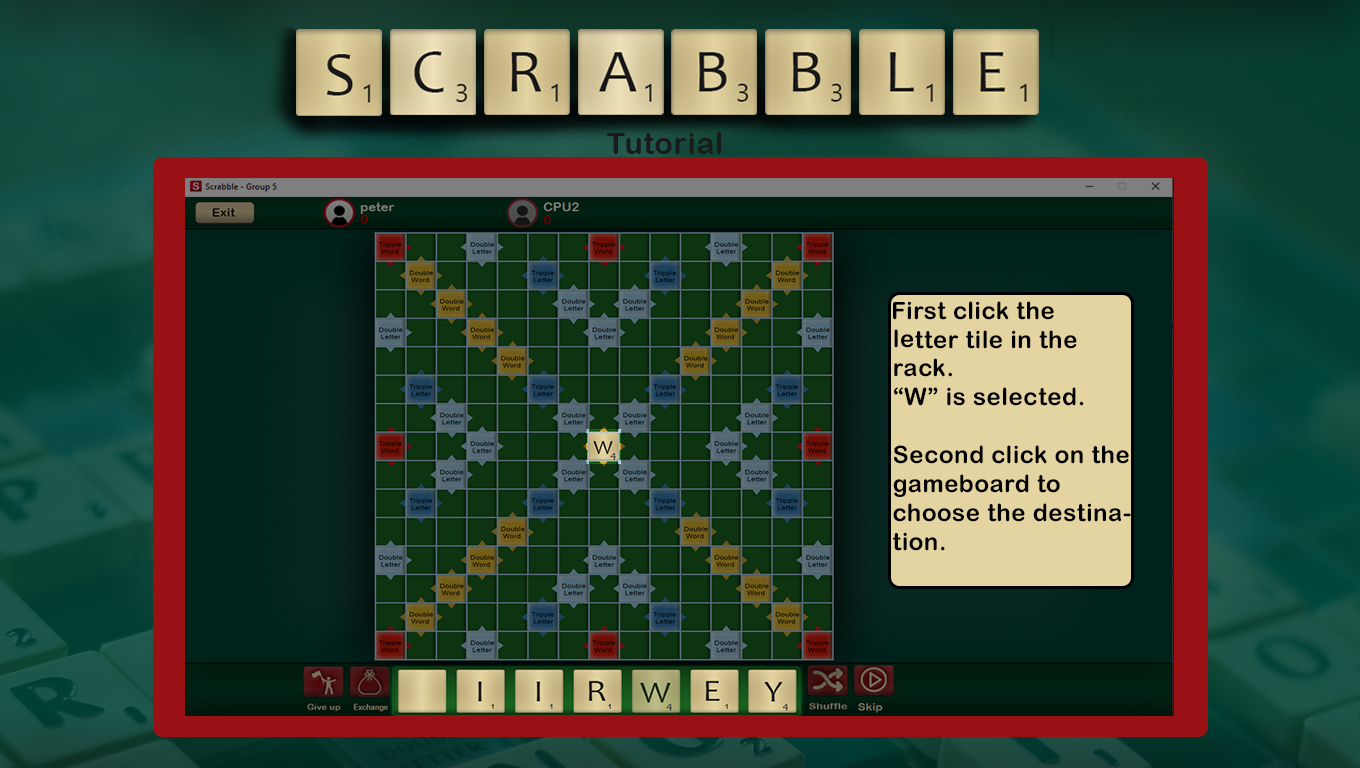 S1 C3 R1 A1 B3 B3 L1 E1
Tutorial
S Scrabble - Group 5
Exit
peter
0
CPU2
0
Tripple Double Tripple Double Tripple
Word Letter Word Letter Word
Double Tripple Tripple Double
Word Letter Letter Word
Double Double Double Double
Word Letter Letter Word
Double Double Double Double Double
Letter Word Letter Word Letter
Double Double
Word Word
Tripple Tripple Tripple Tripple
Letter Letter Letter Letter
Double Double Double Double
Letter Letter Letter Letter
Tripple Double W4 Double Tripple
Word Letter Letter Word
Double Double Double Double
Letter Letter Letter Letter
Tripple Tripple Tripple Tripple
Letter Letter Letter Letter
Double Double
Word Word
Double Double Double Double Double
Letter Word Letter Word Letter
Double Double Double Double
Word Letter Letter Word
Double Tripple Tripple Double
Word Letter Letter Word
Tripple Double Tripple Double Tripple
Word Letter Word Letter Word
First click the
letter tile in the
rack.
“W” is selected.
Second click on the
gameboard to
choose the destina-
tion.
Give up
Exchange
I1 I1 R1 W4 E1 Y4
Shuffle
Skip